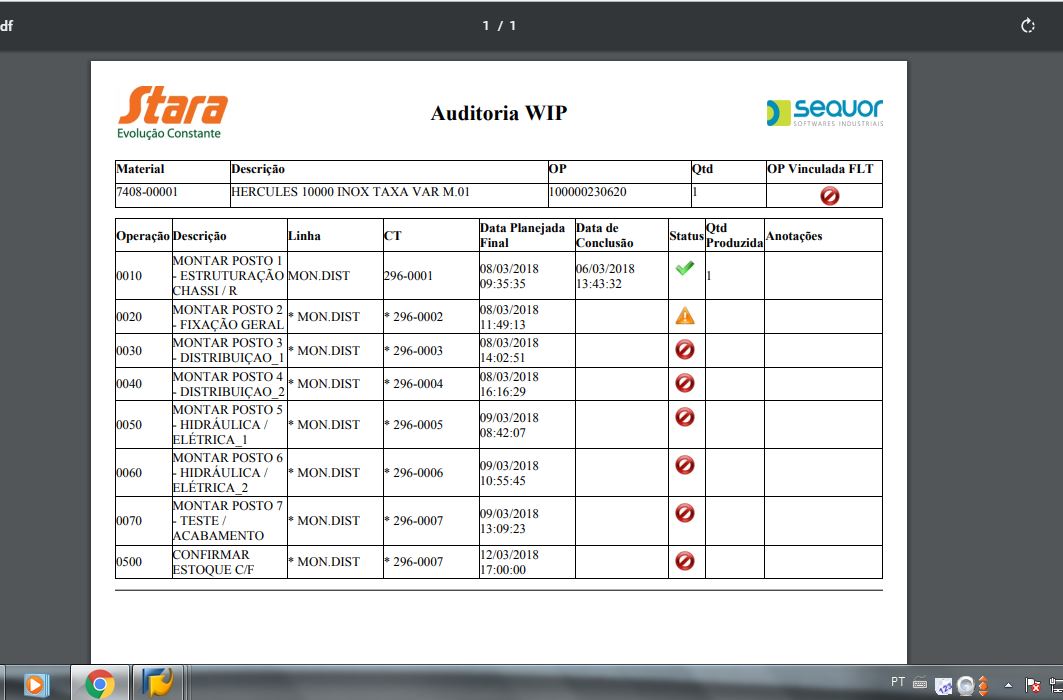 df
1 / 1
Stara
Evolução Constante
Auditoria WIP
sequor
SOFTWARES INDUSTRIAIS
Material Descrição OP Qtd OP Vinculada FLT
7408-00001 HERCULES 10000 INOX TAXA VAR M.01 100000230620 1
Operação Descrição Linha CT Data Planejada Final Data de Conclusão Status Qtd Produzida Anotações
0010
MONTAR POSTO 1
- ESTRUTURAÇÃO
CHASSI / R
MON.DIST
296-0001
08/03/2018
09:35:35
06/03/2018
13:43:32
1
0020
MONTAR POSTO 2
- FIXAÇÃO GERAL
* MON.DIST
* 296-0002
08/03/2018
11:49:13
0030
MONTAR POSTO 3
- DISTRIBUIÇAO_1
* MON.DIST
* 296-0003
08/03/2018
14:02:51
0040
MONTAR POSTO 4
- DISTRIBUIÇAO_2
* MON.DIST
* 296-0004
08/03/2018
16:16:29
0050
MONTAR POSTO 5
- HIDRÁULICA /
ELÉTRICA_1
* MON.DIST
* 296-0005
09/03/2018
08:42:07
0060
MONTAR POSTO 6
- HIDRÁULICA /
ELÉTRICA_2
* MON.DIST
* 296-0006
09/03/2018
10:55:45
0070
MONTAR POSTO 7
- TESTE /
ACABAMENTO
* MON.DIST
* 296-0007
09/03/2018
13:09:23
0500
CONFIRMAR
ESTOQUE C/F
* MON.DIST
* 296-0007
12/03/2018
17:00:00
PT
123